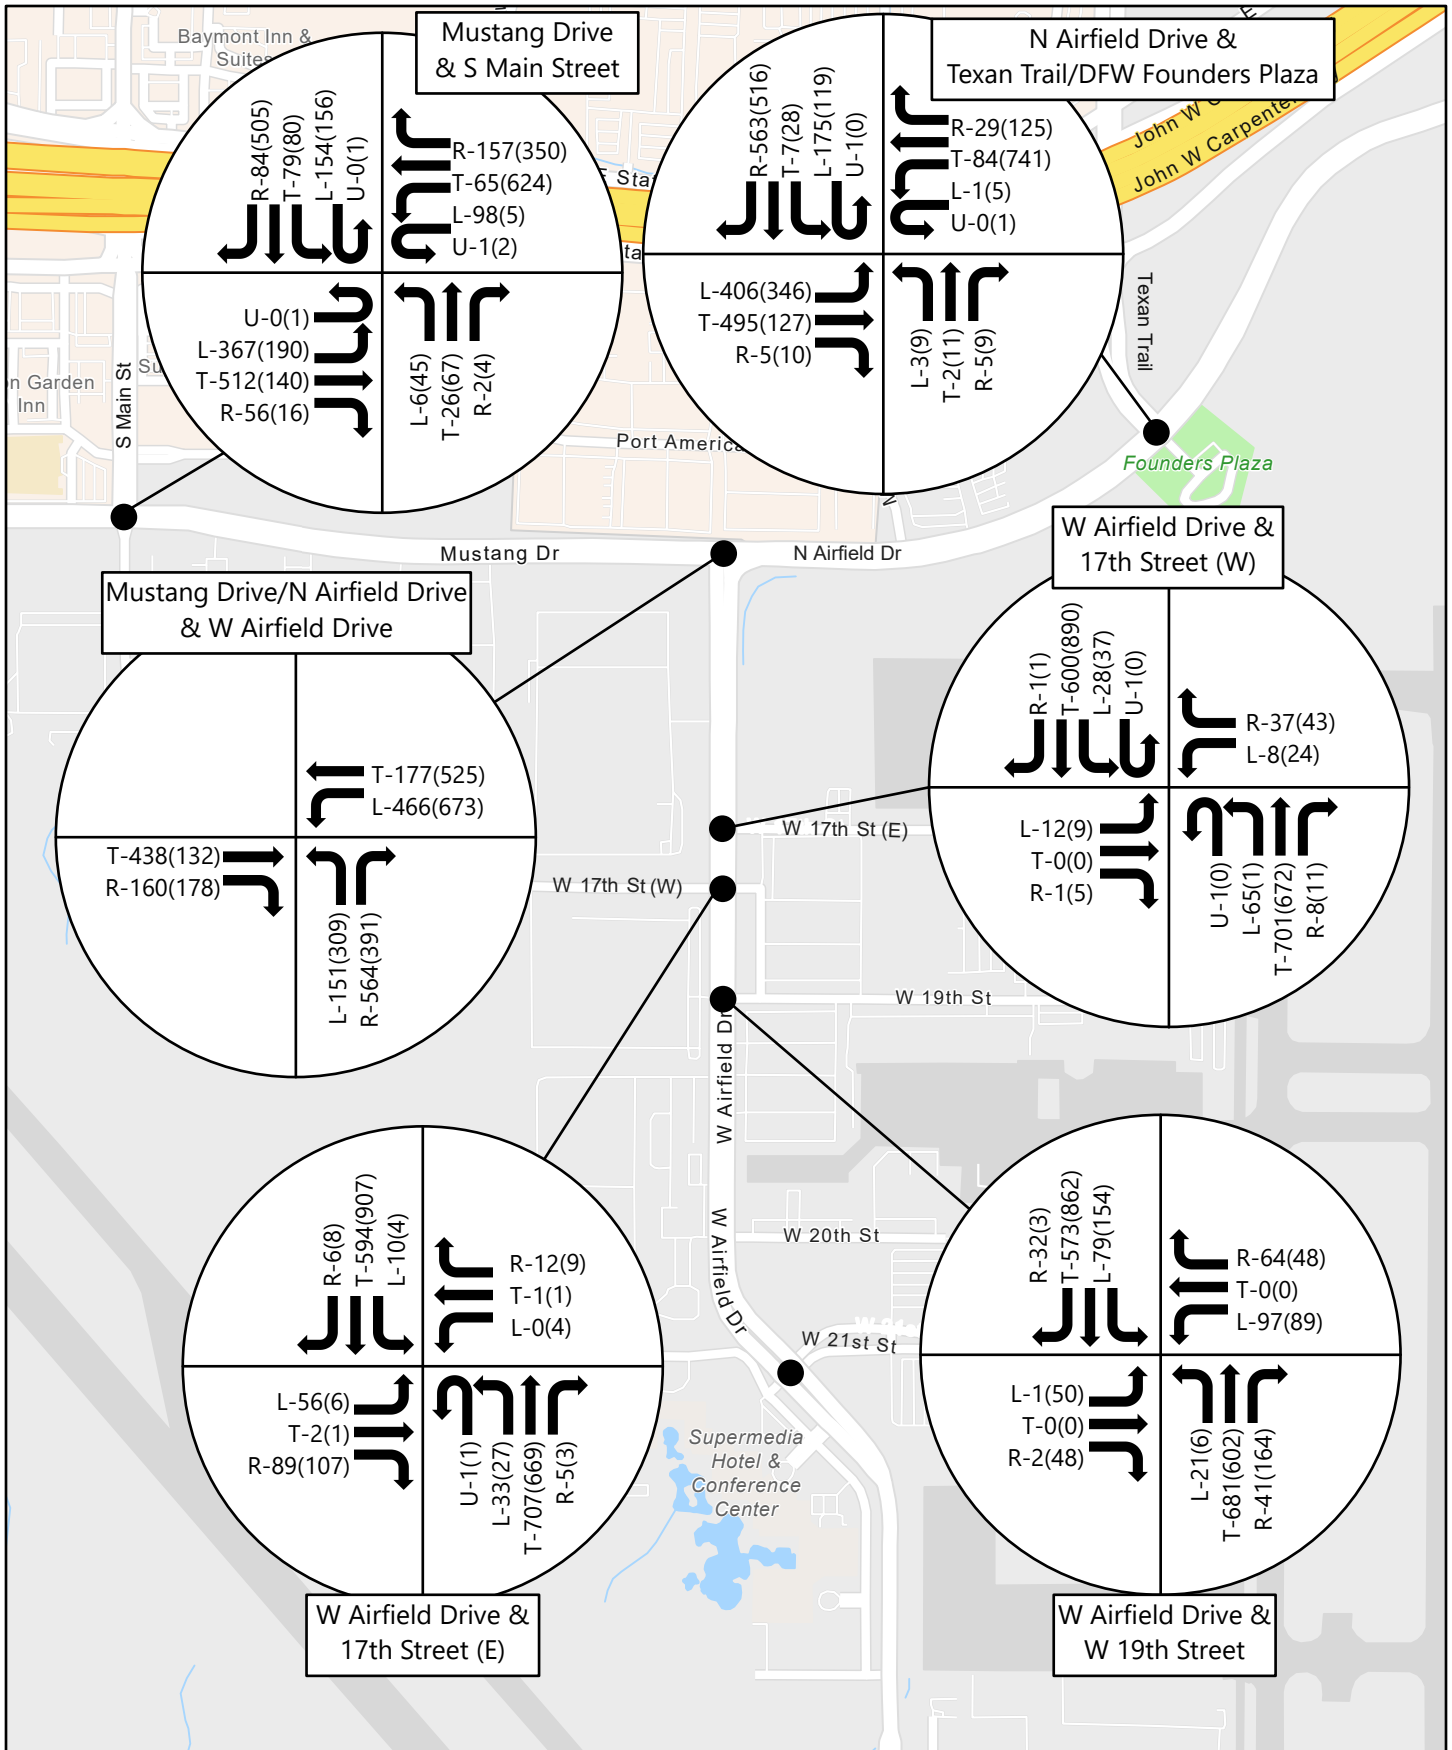 Baymont Inn &
Suites
Mustang Drive
& S Main Street
N Airfield Drive &
Texan Trail/DFW Founders Plaza
John W
John W Carpenter
E
E Stat
R-84(505)
T-79(80)
L-154(156)
U-0(1)
R-157(350)
T-65(624)
L-98(5)
U-1(2)
U-0(1)
L-367(190)
T-512(140)
R-56(16)
L-6(45)
T-26(67)
R-2(4)
R-563(516)
T-7(28)
L-175(119)
U-1(0)
R-29(125)
T-84(741)
L-1(5)
U-0(1)
L-406(346)
T-495(127)
R-5(10)
L-3(9)
T-2(11)
R-5(9)
Texan Trail
S Main St
Su
on Garden
Inn
Port America
Founders Plaza
Mustang Dr
N Airfield Dr
W Airfield Drive &
17th Street (W)
Mustang Drive/N Airfield Drive
& W Airfield Drive
T-177(525)
L-466(673)
T-438(132)
R-160(178)
L-151(309)
R-564(391)
R-1(1)
T-600(890)
L-28(37)
U-1(0)
R-37(43)
L-8(24)
L-12(9)
T-0(0)
R-1(5)
U-1(0)
L-65(1)
T-701(672)
R-8(11)
W 17th St (E)
W 17th St (W)
W 19th St
W Airfield Dr
W 20th St
W Airfield Dr
W 21st St
Supermedia
Hotel &
Conference
Center
R-6(8)
T-594(907)
L-10(4)
R-12(9)
T-1(1)
L-0(4)
L-56(6)
T-2(1)
R-89(107)
U-1(1)
L-33(27)
T-707(669)
R-5(3)
R-32(3)
T-573(862)
L-79(154)
R-64(48)
T-0(0)
L-97(89)
L-1(50)
T-0(0)
R-2(48)
L-21(6)
T-681(602)
R-41(164)
W Airfield Drive &
17th Street (E)
W Airfield Drive &
W 19th Street